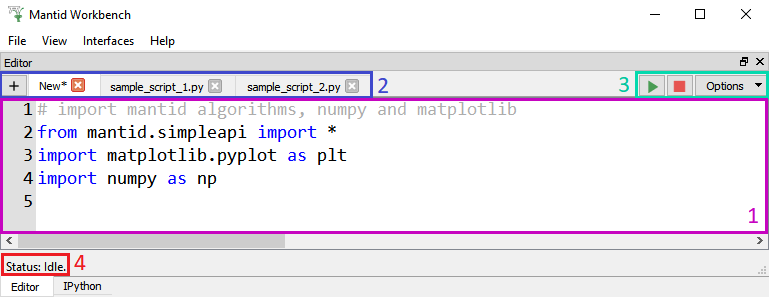 Mantid Workbench
File View Interfaces Help
Editor
+ New* sample_script_1.py sample_script_2.py 2 3 Options
1 # import mantid algorithms, numpy and matplotlib
2 from mantid.simpleapi import *
3 import matplotlib.pyplot as plt
4 import numpy as np
5
1
Status: Idle. 4
Editor IPython